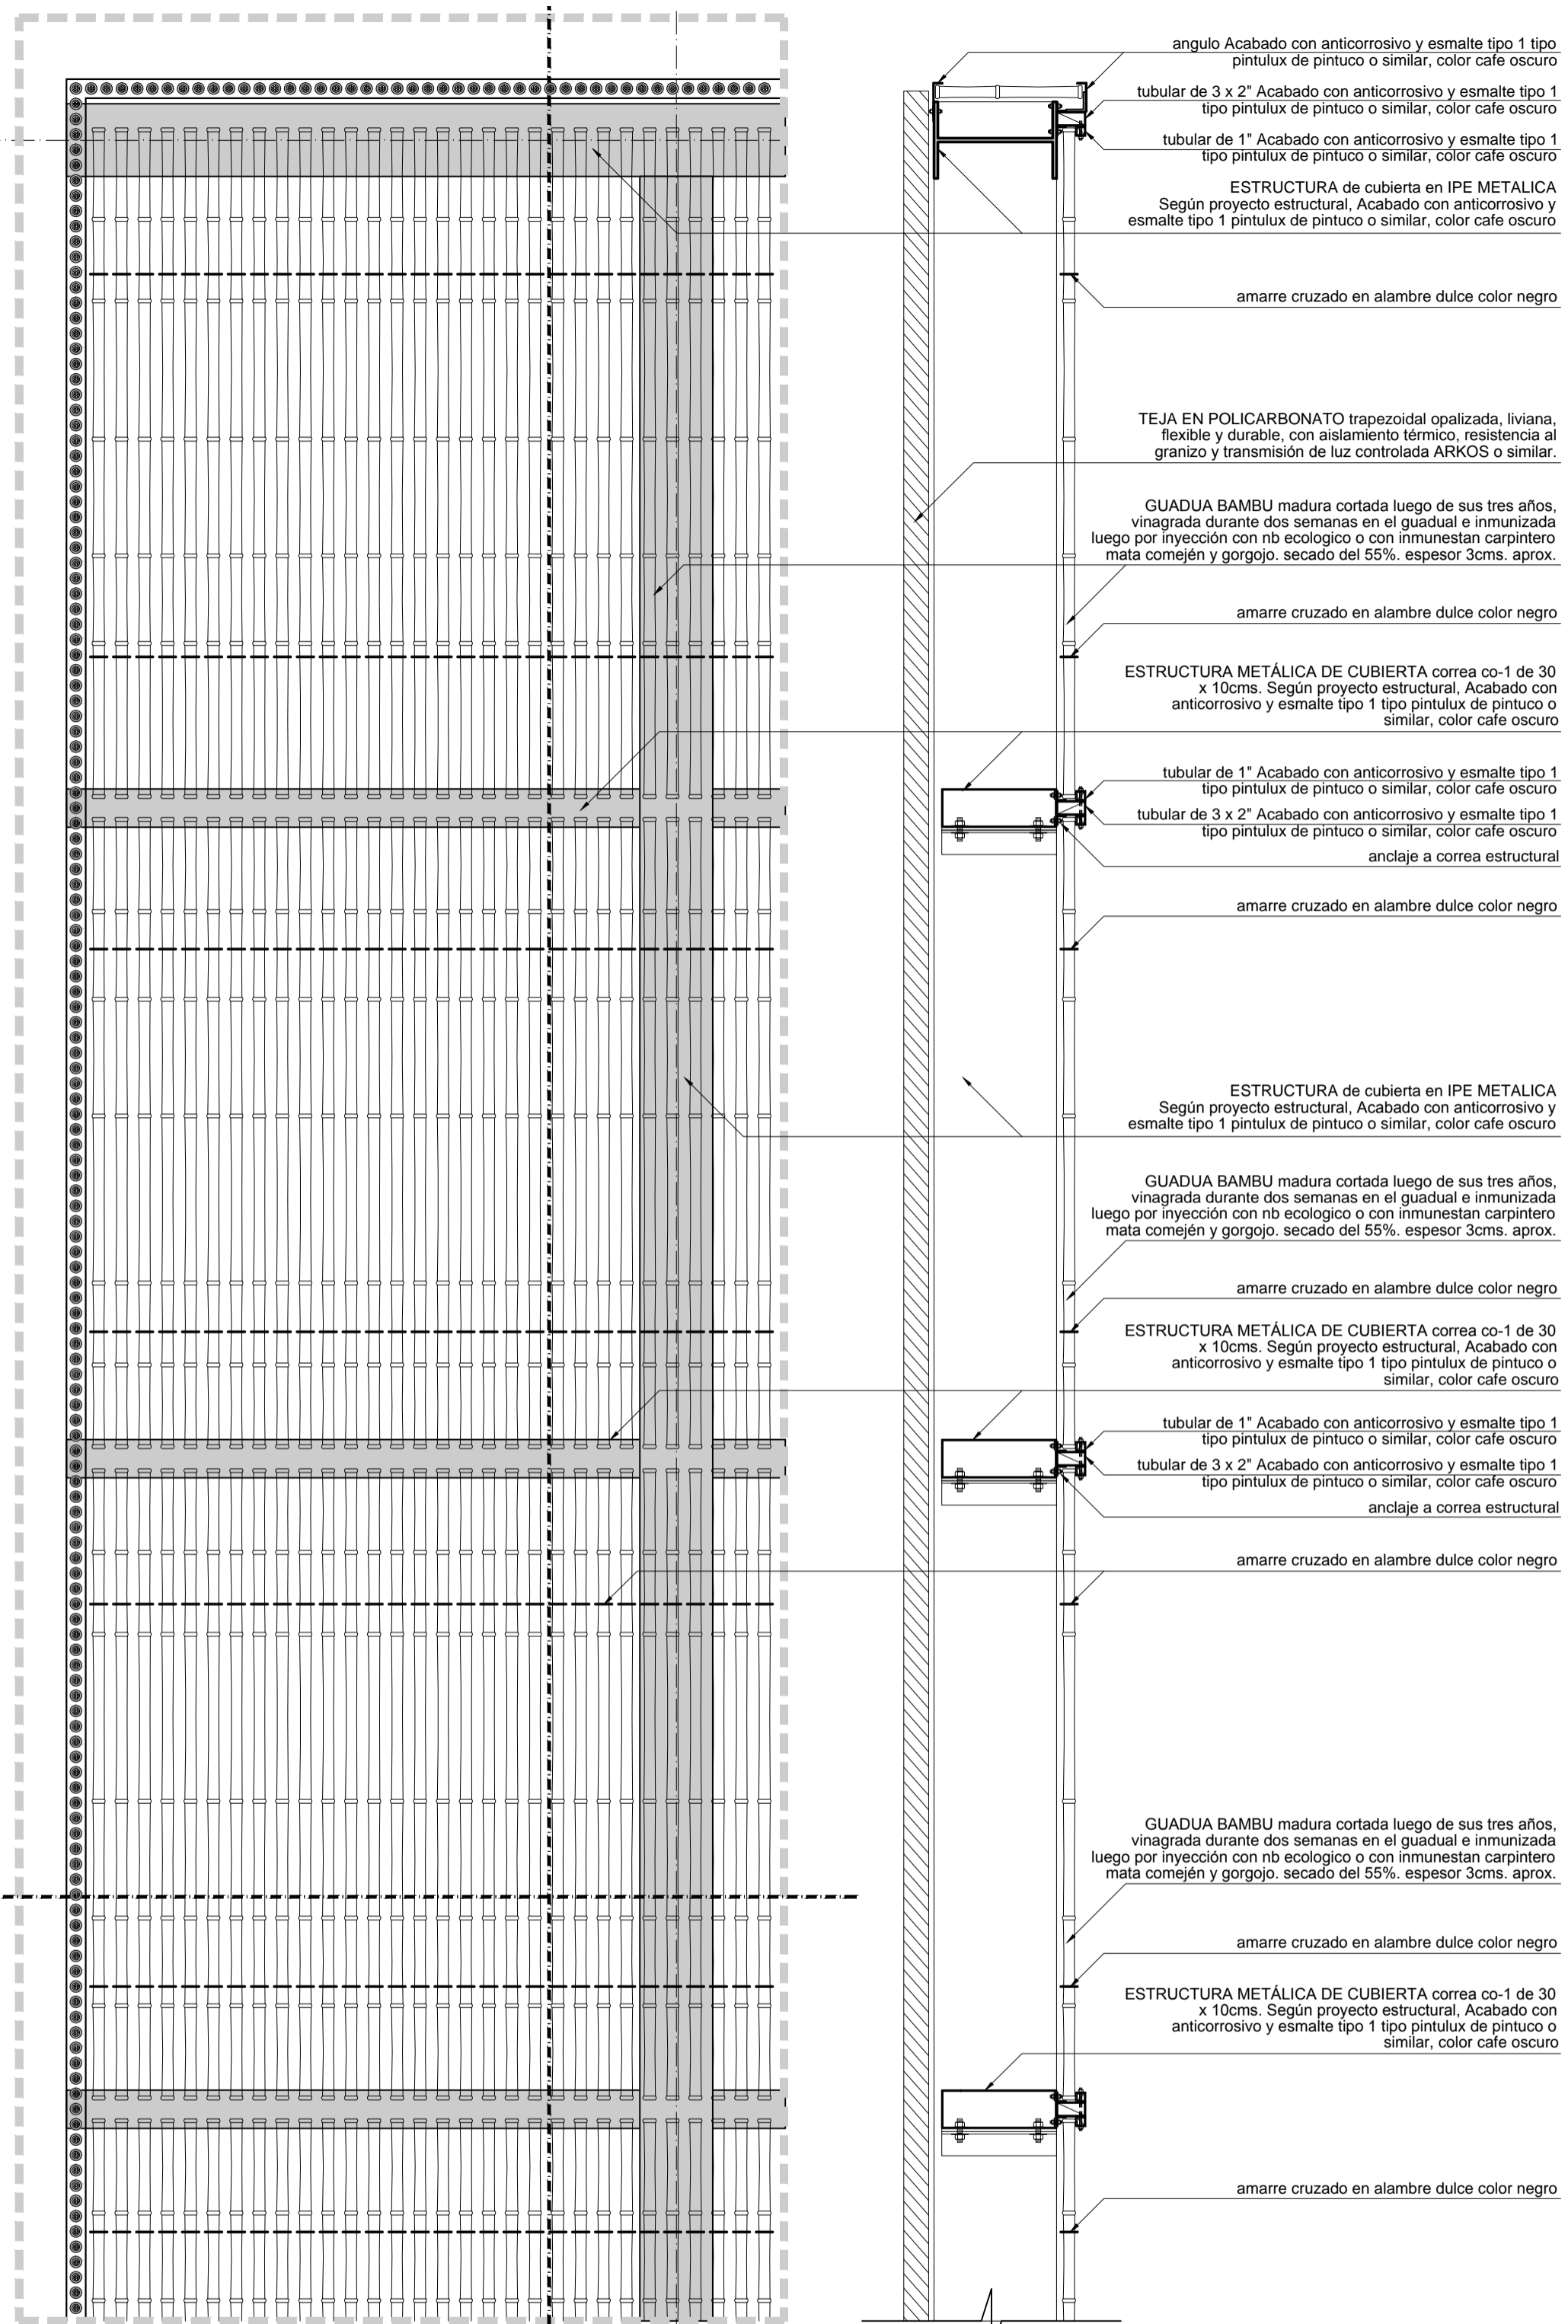 angulo Acabado con anticorrosivo y esmalte tipo 1 tipo
pintulux de pintuco o similar, color cafe oscuro
tubular de 3 x 2" Acabado con anticorrosivo y esmalte tipo 1
tipo pintulux de pintuco o similar, color cafe oscuro
tubular de 1" Acabado con anticorrosivo y esmalte tipo 1
tipo pintulux de pintuco o similar, color cafe oscuro
ESTRUCTURA de cubierta en IPE METALICA
Según proyecto estructural, Acabado con anticorrosivo y
esmalte tipo 1 pintulux de pintuco o similar, color cafe oscuro
amarre cruzado en alambre dulce color negro
TEJA EN POLICARBONATO trapezoidal opalizada, liviana,
flexible y durable, con aislamiento térmico, resistencia al
granizo y transmisión de luz controlada ARKOS o similar.
GUADUA BAMBU madura cortada luego de sus tres años,
vinagrada durante dos semanas en el guadual e inmunizada
luego por inyección con nb ecologico o con inmunestan carpintero
mata comején y gorgojo. secado del 55%. espesor 3cms. aprox.
amarre cruzado en alambre dulce color negro
ESTRUCTURA METÁLICA DE CUBIERTA correa co-1 de 30
x 10cms. Según proyecto estructural, Acabado con
anticorrosivo y esmalte tipo 1 tipo pintulux de pintuco o
similar, color cafe oscuro
tubular de 1" Acabado con anticorrosivo y esmalte tipo 1
tipo pintulux de pintuco o similar, color cafe oscuro
tubular de 3 x 2" Acabado con anticorrosivo y esmalte tipo 1
tipo pintulux de pintuco o similar, color cafe oscuro
anclaje a correa estructural
amarre cruzado en alambre dulce color negro
ESTRUCTURA de cubierta en IPE METALICA
Según proyecto estructural, Acabado con anticorrosivo y
esmalte tipo 1 pintulux de pintuco o similar, color cafe oscuro
GUADUA BAMBU madura cortada luego de sus tres años,
vinagrada durante dos semanas en el guadual e inmunizada
luego por inyección con nb ecologico o con inmunestan carpintero
mata comején y gorgojo. secado del 55%. espesor 3cms. aprox.
amarre cruzado en alambre dulce color negro
ESTRUCTURA METÁLICA DE CUBIERTA correa co-1 de 30
x 10cms. Según proyecto estructural, Acabado con
anticorrosivo y esmalte tipo 1 tipo pintulux de pintuco o
similar, color cafe oscuro
tubular de 1" Acabado con anticorrosivo y esmalte tipo 1
tipo pintulux de pintuco o similar, color cafe oscuro
tubular de 3 x 2" Acabado con anticorrosivo y esmalte tipo 1
tipo pintulux de pintuco o similar, color cafe oscuro
anclaje a correa estructural
amarre cruzado en alambre dulce color negro
GUADUA BAMBU madura cortada luego de sus tres años,
vinagrada durante dos semanas en el guadual e inmunizada
luego por inyección con nb ecologico o con inmunestan carpintero
mata comején y gorgojo. secado del 55%. espesor 3cms. aprox.
amarre cruzado en alambre dulce color negro
ESTRUCTURA METÁLICA DE CUBIERTA correa co-1 de 30
x 10cms. Según proyecto estructural, Acabado con
anticorrosivo y esmalte tipo 1 tipo pintulux de pintuco o
similar, color cafe oscuro
amarre cruzado en alambre dulce color negro